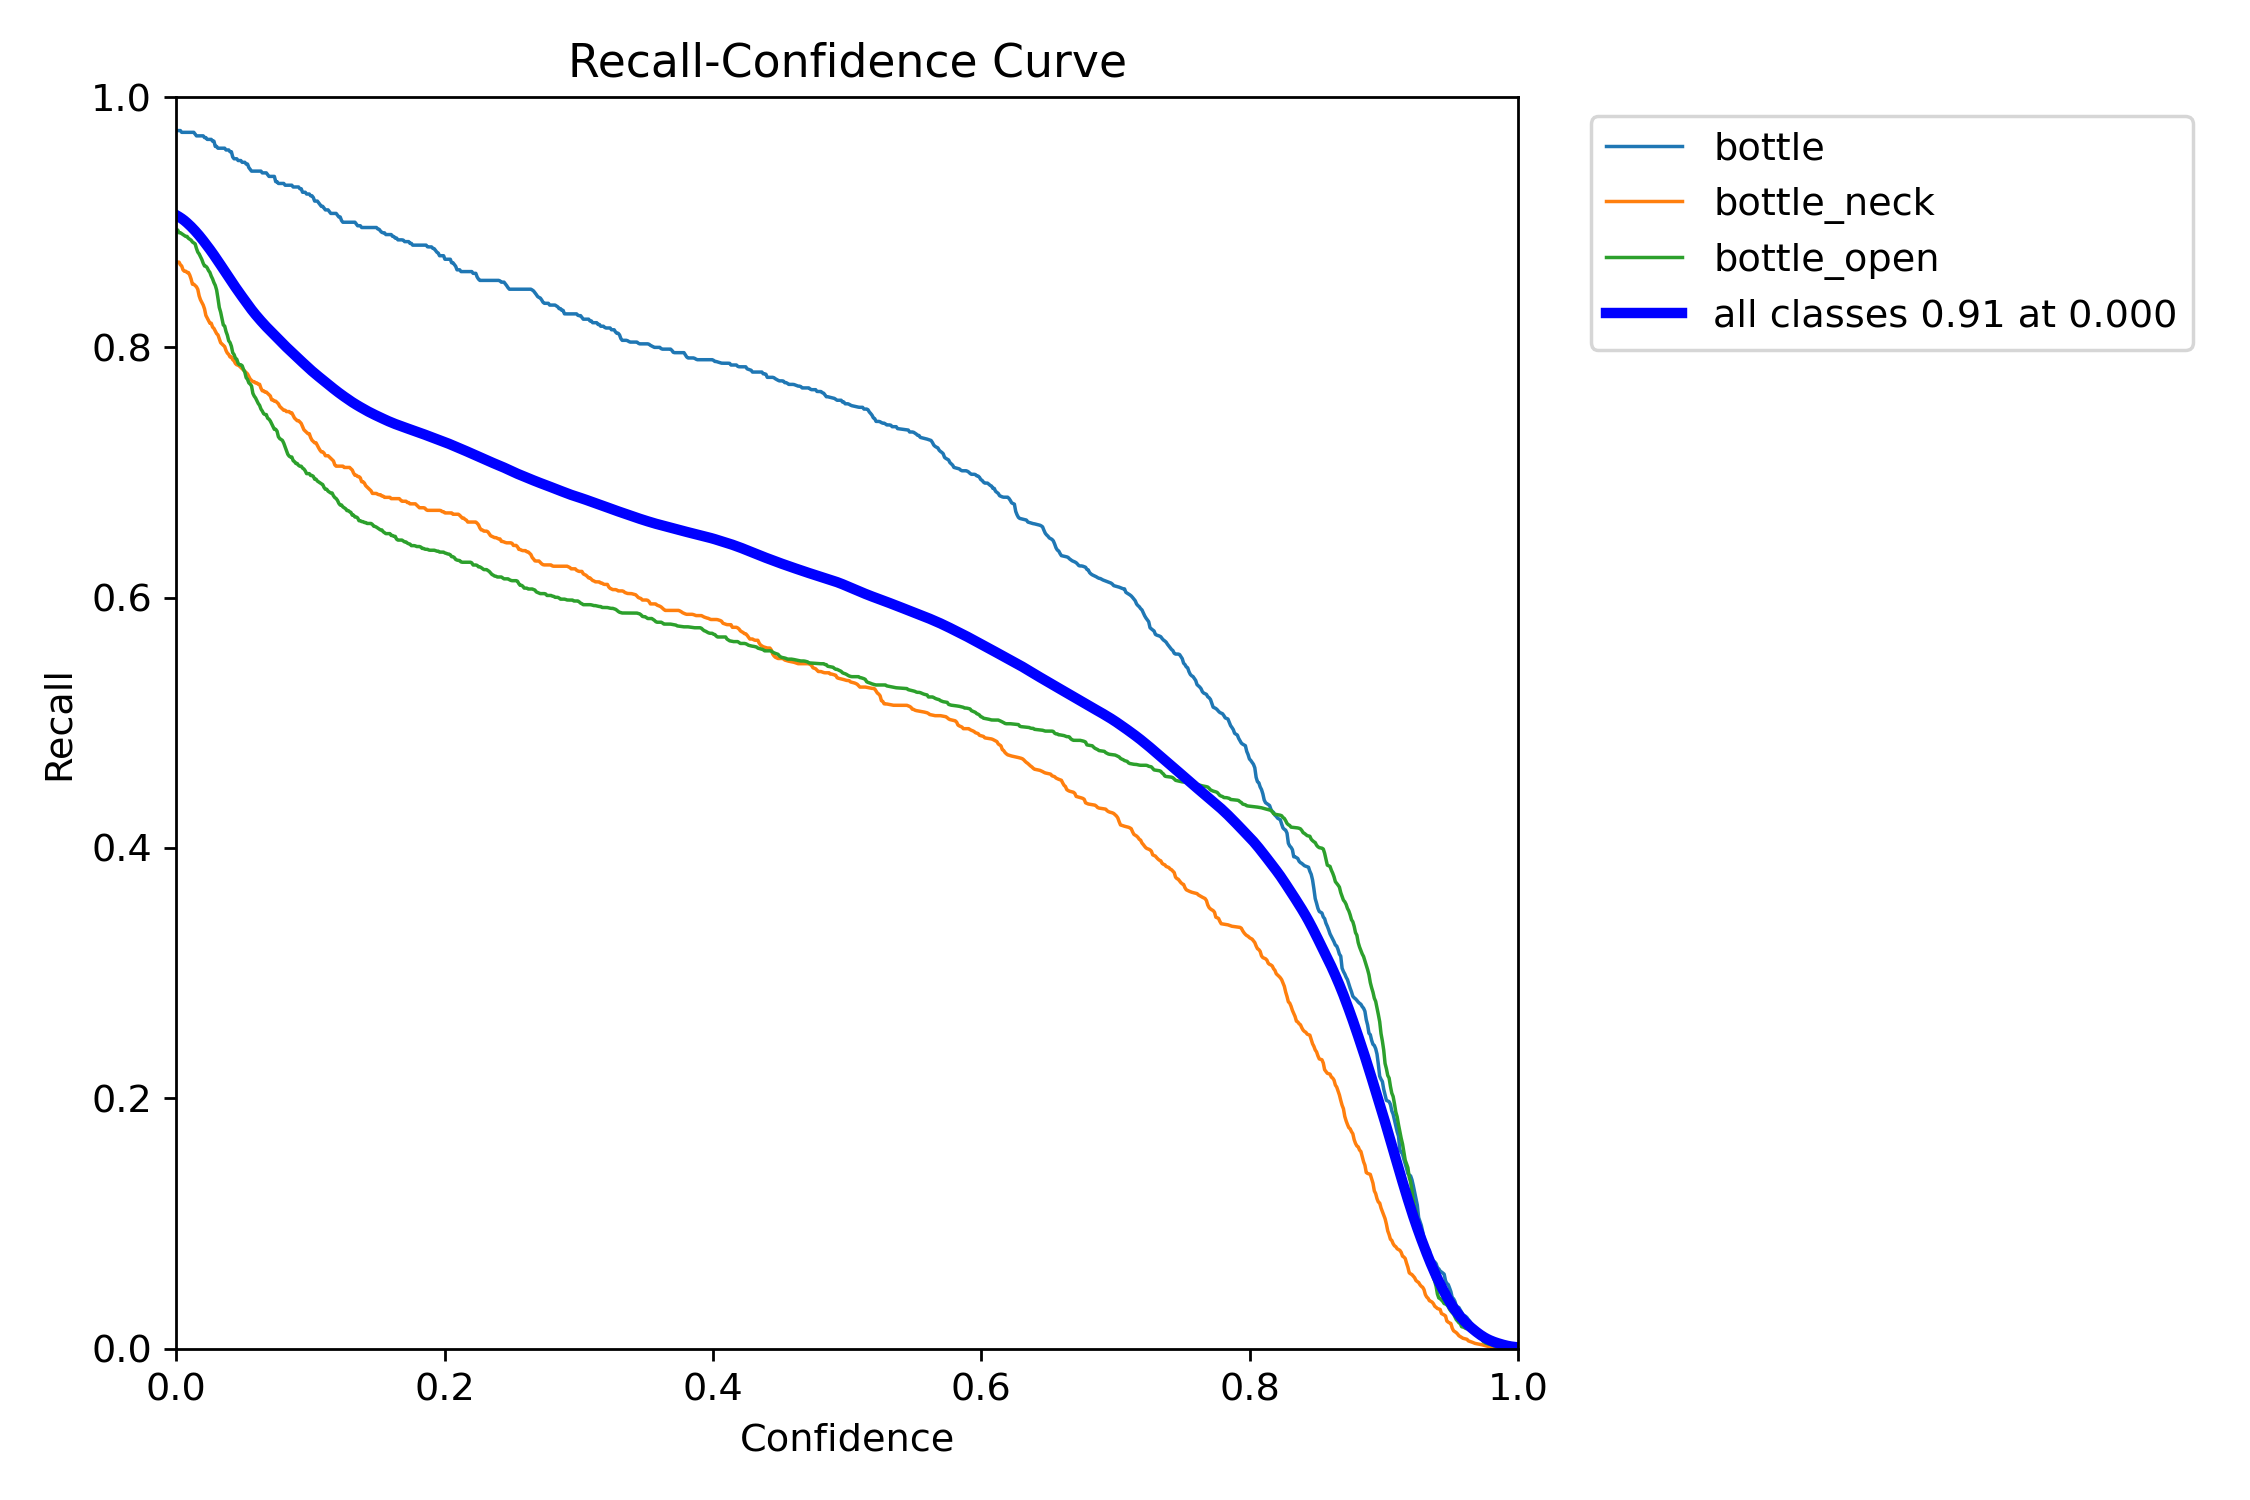 Recall-Confidence Curve
1.0
0.8
0.6
0.4
0.2
0.0
Recall
0.0 0.2 0.4 0.6 0.8 1.0
Confidence
bottle
bottle_neck
bottle_open
all classes 0.91 at 0.000